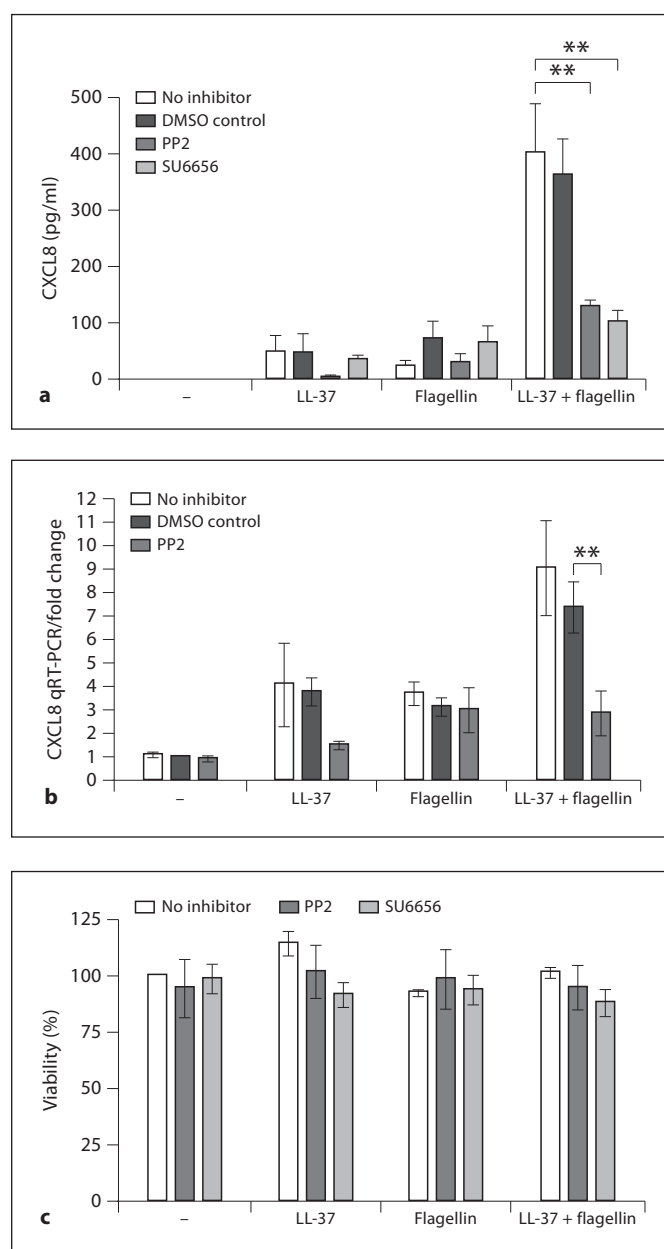 ** 
**
500
400
300
200
100
0
CXCL8 (pg/ml)
No inhibitor
DMSO control
PP2
SU6656
– LL-37 Flagellin LL-37 + flagellin
a
12
11
10
9
8
7
6
5
4
3
2
1
0
CXCL8 qRT-PCR/fold change
No inhibitor
DMSO control
PP2
**
– LL-37 Flagellin LL-37 + flagellin
b
No inhibitor PP2 SU6656
125
100
75
50
25
0
Viability (%)
– LL-37 Flagellin LL-37 + flagellin
c